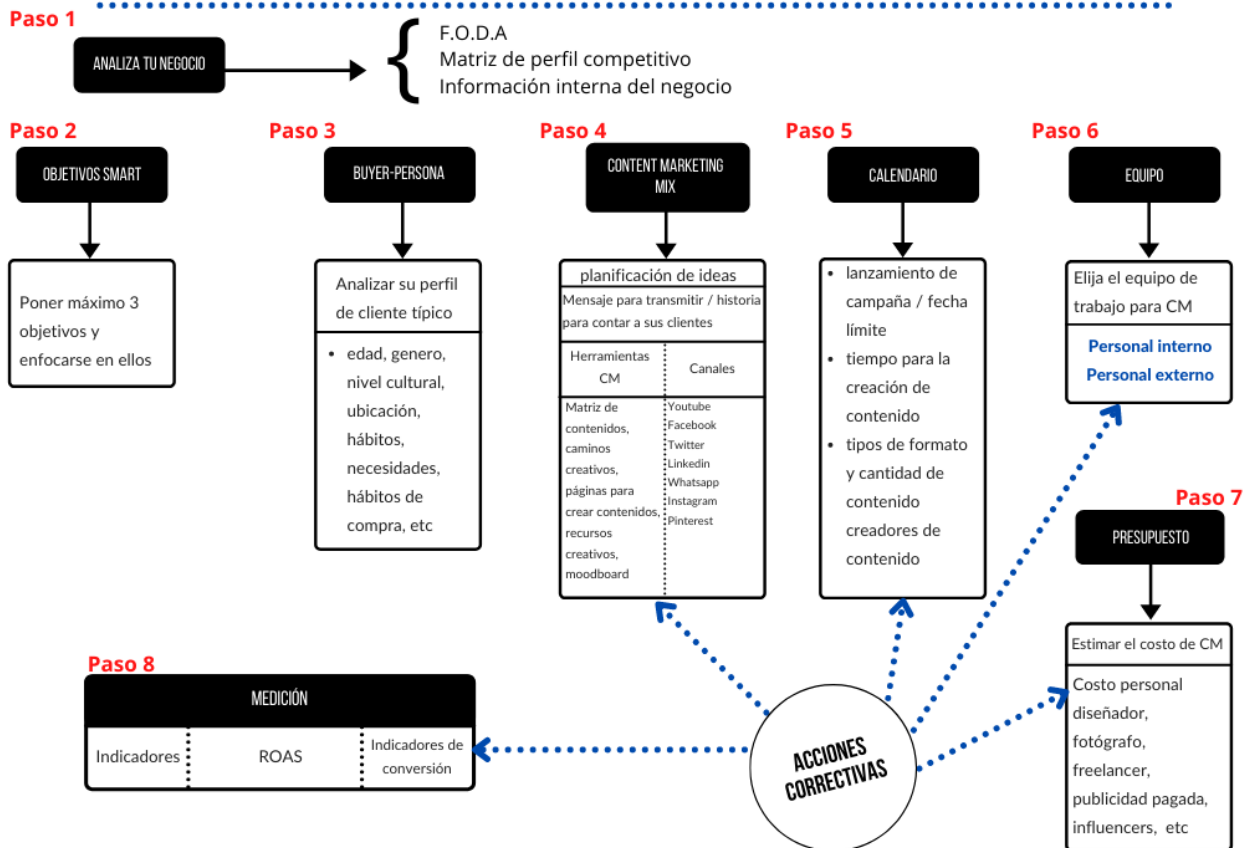 Paso 1
ANALIZA TU NEGOCIO
F.O.D.A
Matriz de perfil competitivo
Información interna del negocio
Paso 2
OBJETIVOS SMART
Poner máximo 3
objetivos y
enfocarse en ellos
Paso 3
BUYER-PERSONA
Analizar su perfil
de cliente típico
• edad, genero,
nivel cultural,
ubicación,
hábitos,
necesidades,
hábitos de
compra, etc
Paso 4
CONTENT MARKETING
MIX
planificación de ideas
Mensaje para transmitir / historia
para contar a sus clientes
Herramientas
CM
Matriz de
contenidos,
caminos
creativos,
páginas para
crear contenidos,
recursos
creativos,
moodboard
Canales
Youtube
Facebook
Twitter
Linkedin
Whatsapp
Instagram
Pinterest
Paso 5
CALENDARIO
• lanzamiento de
campaña / fecha
límite
• tiempo para la
creación de
contenido
• tipos de formato
y cantidad de
contenido
creadores de
contenido
Paso 6
EQUIPO
Elija el equipo de
trabajo para CM
Personal interno
Personal externo
Paso 7
PRESUPUESTO
Estimar el costo de CM
Costo personal
diseñador,
fotógrafo,
freelancer,
publicidad pagada,
influencers, etc
Paso 8
MEDICIÓN
Indicadores
ROAS
Indicadores de
conversión
ACCIONES
CORRECTIVAS